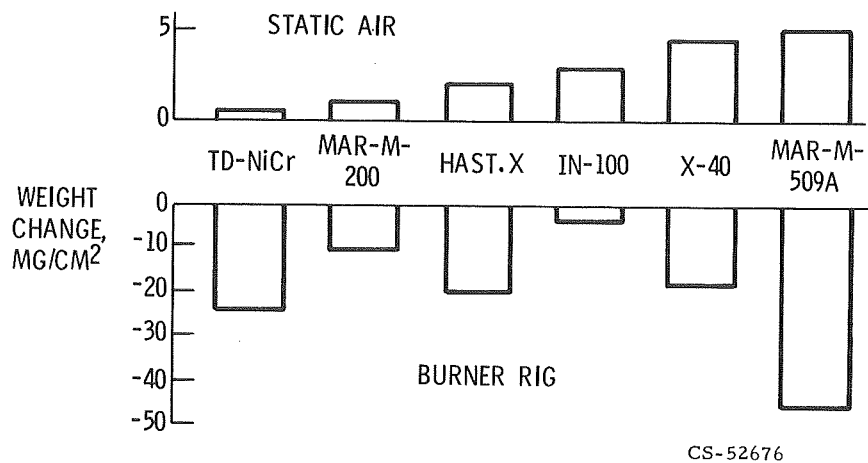 STATIC AIR
5
0
TD-NiCr
MAR-M-
200
HAST.X
IN-100
X-40
MAR-M-
509A
WEIGHT
CHANGE,
MG/CM²
0
-10
-20
-30
-40
-50
BURNER RIG
CS-52676